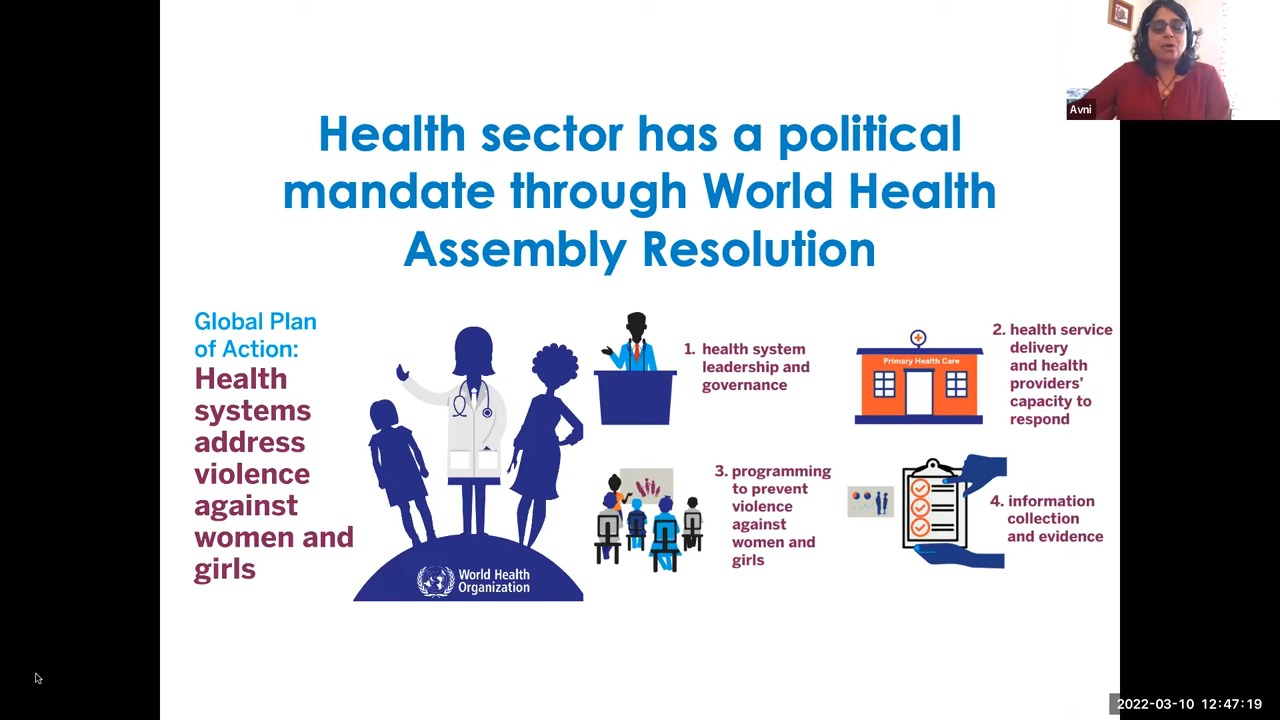 Avni
Health sector has a political
mandate through World Health
Assembly Resolution
Global Plan
of Action:
Health
systems
address
violence
against
women and
girls
World Health
Organization
1. health system
leadership and
governance
Primary Health Care
2. health service
delivery
and health
providers'
capacity to
respond
3. programming
to prevent
violence
against
women and
girls
4. information
collection
and evidence
2022-03-10 12:47:19